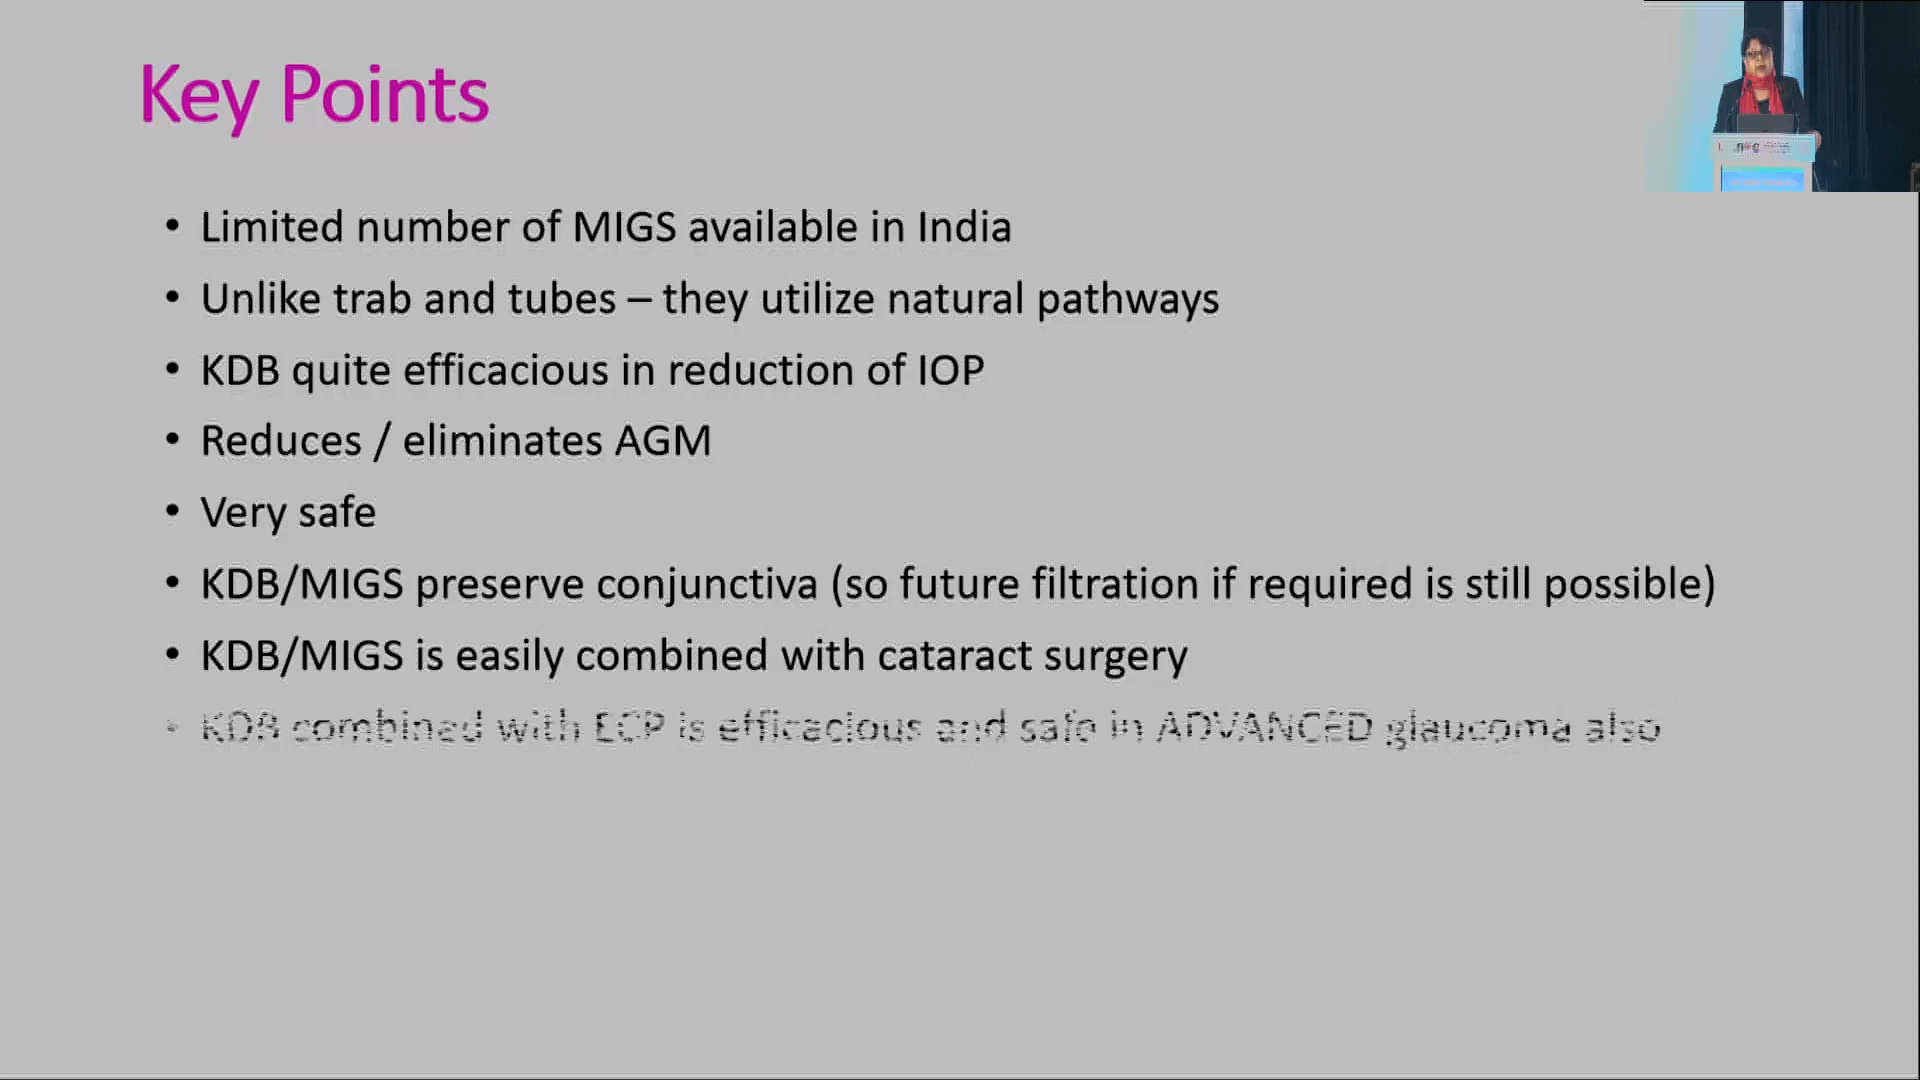 Key Points
• Limited number of MIGS available in India
• Unlike trab and tubes – they utilize natural pathways
• KDB quite efficacious in reduction of IOP
• Reduces / eliminates AGM
• Very safe
• KDB/MIGS preserve conjunctiva (so future filtration if required is still possible)
• KDB/MIGS is easily combined with cataract surgery
• KDB combined with ECP is efficacious and safe in ADVANCED glaucoma also